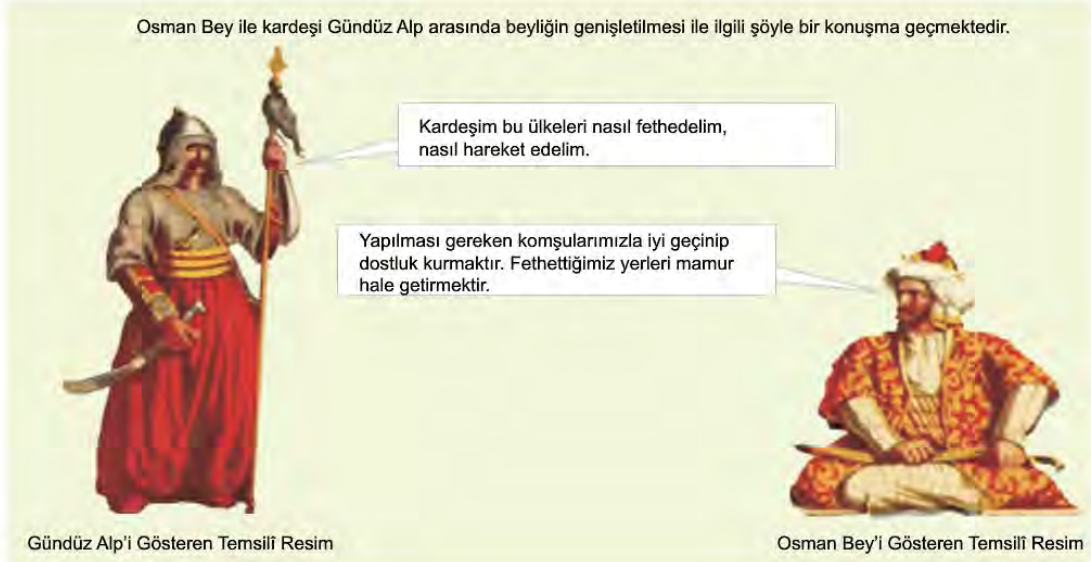 Osman Bey ile kardeşi Gündüz Alp arasında beyliğin genişletilmesi ile ilgili şöyle bir konuşma geçmektedir.
Kardeşim bu ülkeleri nasıl fethedelim,
nasıl hareket edelim.
Yapılması gereken komşularımızla iyi geçinip
dostluk kurmaktır. Fethettiğimiz yerleri mamur
hale getirmektir.
Gündüz Alp'i Gösteren Temsilî Resim
Osman Bey'i Gösteren Temsilî Resim